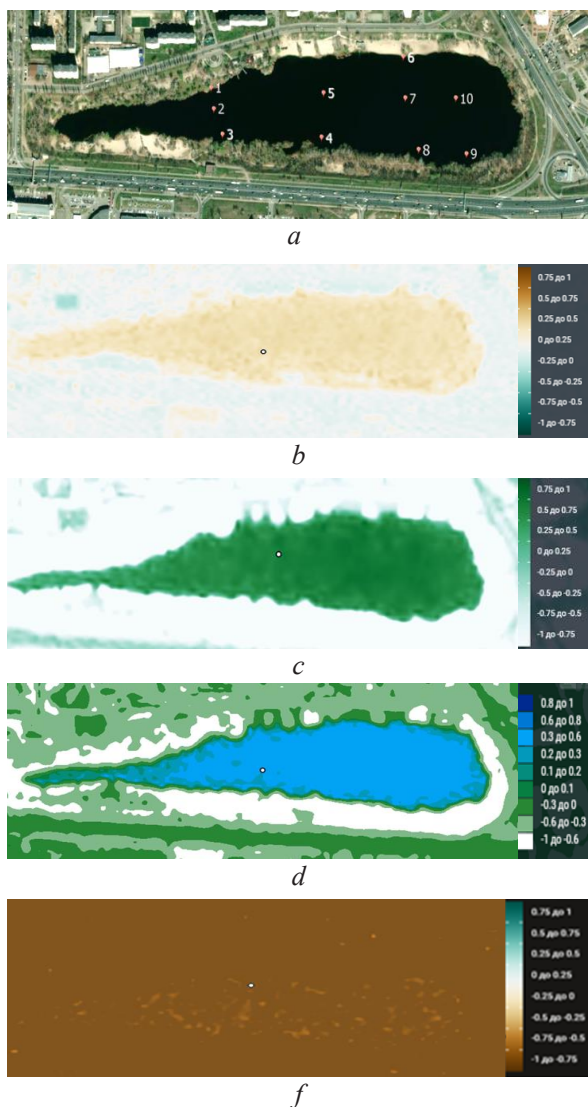 6
1
5
7
10
2
3
4
8
9
a
0.75 до 1
0.5 до 0.75
0.25 до 0.5
0 до 0.25
-0.25 до 0
-0.5 до -0.25
-0.75 до -0.5
-1 до -0.75
b
0.75 до 1
0.5 до 0.75
0.25 до 0.5
0 до 0.25
-0.25 до 0
-0.5 до -0.25
-0.75 до -0.5
-1 до -0.75
c
0.8 до 1
0.6 до 0.8
0.3 до 0.6
0.2 до 0.3
0.1 до 0.2
0 до 0.1
-0.3 до 0
-0.6 до -0.3
-1 до -0.6
d
0.75 до 1
0.5 до 0.75
0.25 до 0.5
0 до 0.25
-0.25 до 0
-0.5 до -0.25
-0.75 до -0.5
-1 до -0.75
f